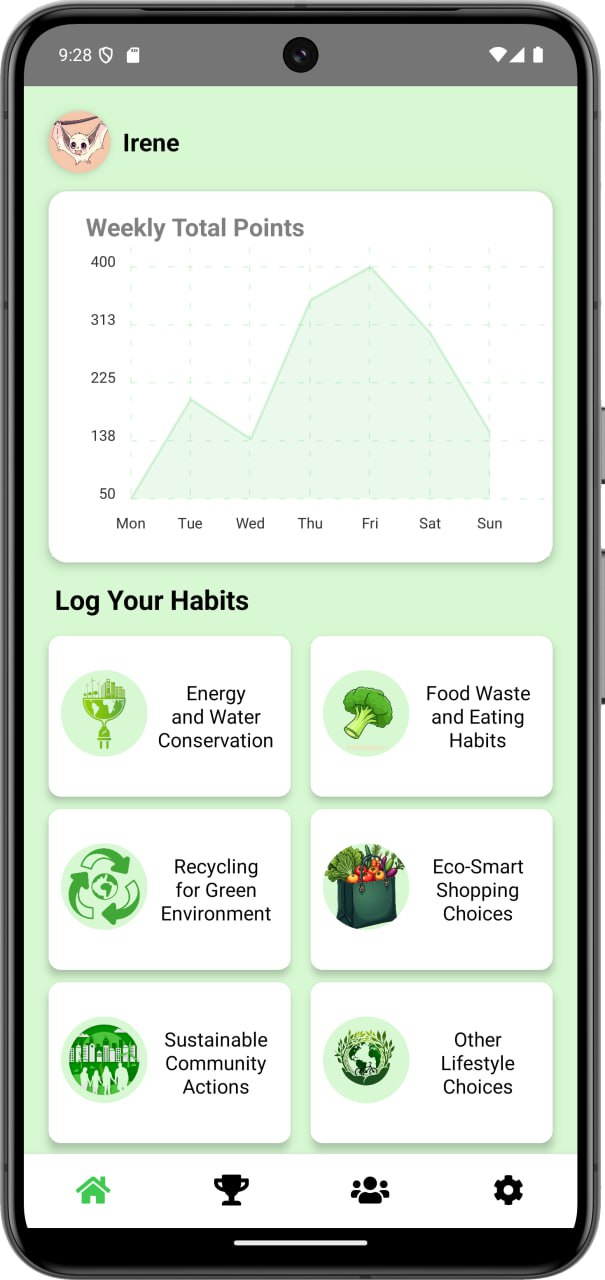 9:28
Irene
Weekly Total Points
400
313
225
138
50
Mon Tue Wed Thu Fri Sat Sun
Log Your Habits
Energy
and Water
Conservation
Food Waste
and Eating
Habits
Recycling
for Green
Environment
Eco-Smart
Shopping
Choices
Sustainable
Community
Actions
Other
Lifestyle
Choices